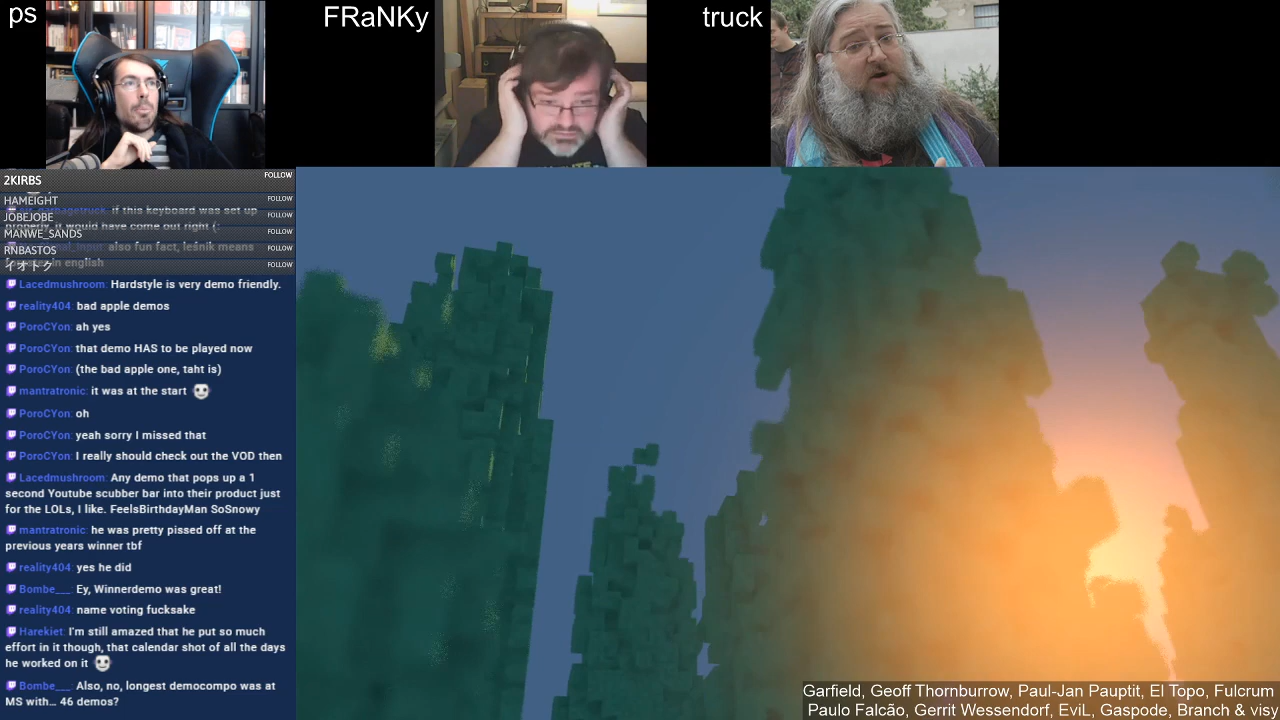 ps
FRaNKy
truck
2KIRBS
FOLLOW
HAMEIGHT
FOLLOW
if this keyboard was set up
JOBEJOBE
FOLLOW
it would have come out right (:
MANWE_SANDS
FOLLOW
also fun fact, leśnik means
RNBASTOS
FOLLOW
in english
イオトク
FOLLOW
Lacedmushroom: Hardstyle is very demo friendly.
reality404: bad apple demos
PoroCYon: ah yes
PoroCYon: that demo HAS to be played now
PoroCYon: (the bad apple one, taht is)
mantratronic: it was at the start
PoroCYon: oh
PoroCYon: yeah sorry I missed that
PoroCYon: I really should check out the VOD then
Lacedmushroom: Any demo that pops up a 1
second Youtube scubber bar into their product just
for the LOLs, I like. FeelsBirthdayMan SoSnowy
mantratronic: he was pretty pissed off at the
previous years winner tbf
reality404: yes he did
Bombe___: Ey, Winnerdemo was great!
reality404: name voting fucksake
Harekiet: I'm still amazed that he put so much
effort in it though, that calendar shot of all the days
he worked on it
Bombe___: Also, no, longest democompo was at
MS with... 46 demos?
Garfield, Geoff Thornburrow, Paul-Jan Pauptit, El Topo, Fulcrum
Paulo Falcão, Gerrit Wessendorf, EviL, Gaspode, Branch & visy